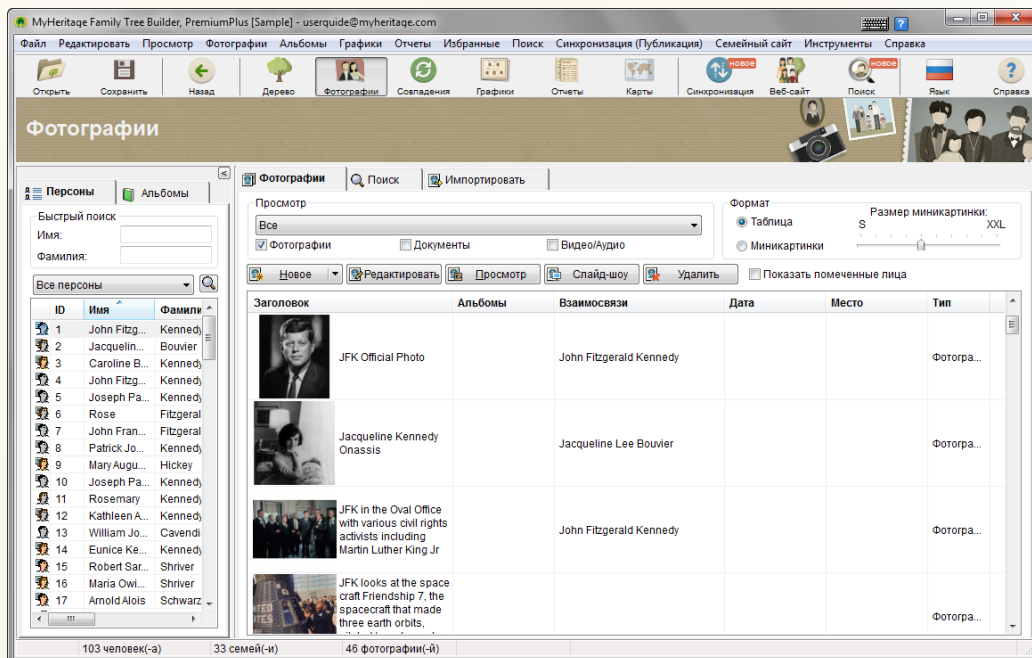 MyHeritage Family Tree Builder, PremiumPlus [Sample] - userguide@myheritage.com
Файл Редактировать Просмотр Фотографии Альбомы Графики Отчеты Избранные Поиск Синхронизация (Публикация) Семейный сайт Инструменты Справка
НОВОЕ НОВОЕ
Открыть Сохранить Назад Дерево Фотографии Совпадения Графики Отчеты Карты Синхронизация Веб-сайт Поиск Язык Справка
Фотографии
Персоны Альбомы
Быстрый поиск
Имя:
Фамилия:
Все персоны
ID Имя Фамили
1 John Fitzg... Kennedy
2 Jacquelin... Bouvier
3 Caroline B... Kennedy
4 John Fitzg... Kennedy
5 Joseph Pa... Kennedy
6 Rose Fitzgeral
7 John Fran... Fitzgeral
8 Patrick Jo... Kennedy
9 Mary Augu... Hickey
10 Joseph Pa... Kennedy
11 Rosemary Kennedy
12 Kathleen A... Kennedy
13 William Jo... Cavendi
14 Eunice Ke... Kennedy
15 Robert Sar... Shriver
16 Maria Owi... Shriver
17 Arnold Alois Schwarz
Фотографии Поиск Импортировать
Просмотр
Все
Фотографии Документы Видео/Аудио
Формат
Таблица
Миникартинки
Размер миникартинки:
S XXL
Новое Редактировать Просмотр Слайд-шоу Удалить Показать помеченные лица
Заголовок Альбомы Взаимосвязи Дата Место Тип
JFK Official Photo John Fitzgerald Kennedy Фотогра...
Jacqueline Kennedy
Onassis Jacqueline Lee Bouvier Фотогра...
JFK in the Oval Office
with various civil rights
activists including
Martin Luther King Jr John Fitzgerald Kennedy Фотогра...
JFK looks at the space
craft Friendship 7, the
spacecraft that made
three earth orbits,
Фотогра...
103 человек(-а) 33 семей(-и) 46 фотографии(-й)